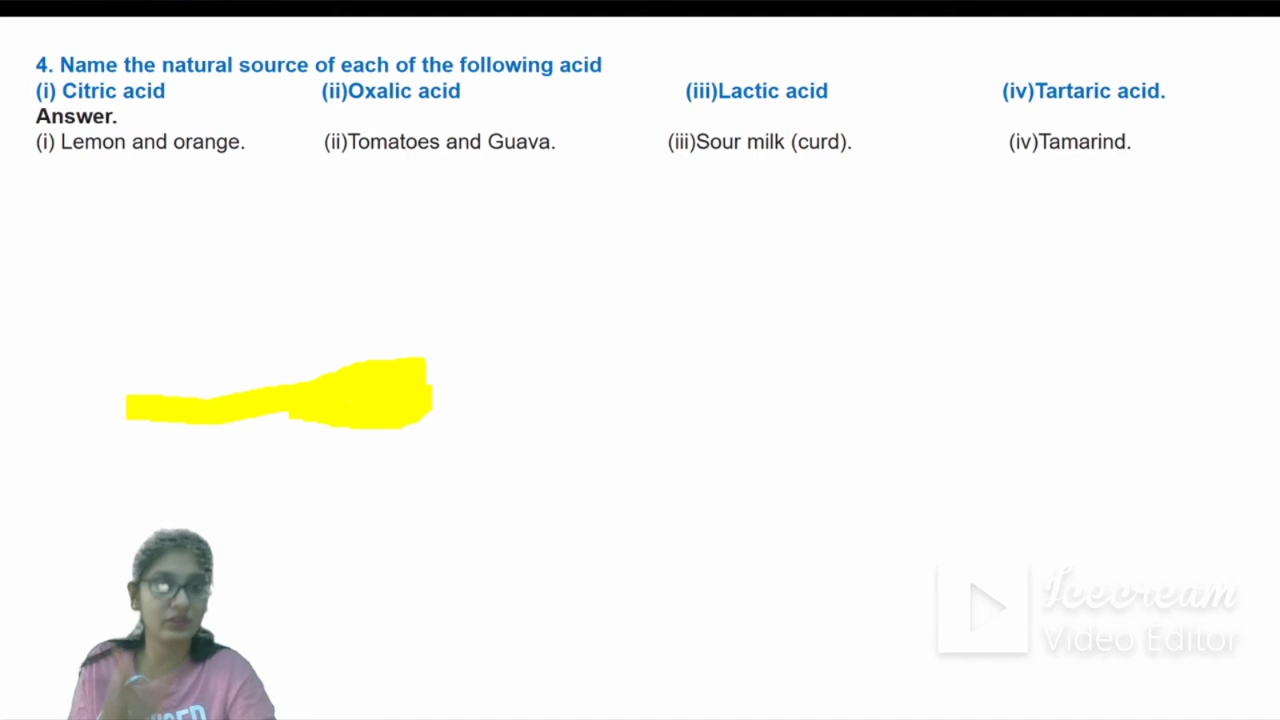 4. Name the natural source of each of the following acid
(i) Citric acid (ii)Oxalic acid (iii)Lactic acid (iv)Tartaric acid.
Answer.
(i) Lemon and orange. (ii)Tomatoes and Guava. (iii)Sour milk (curd). (iv)Tamarind.
Icecream
Video Editor